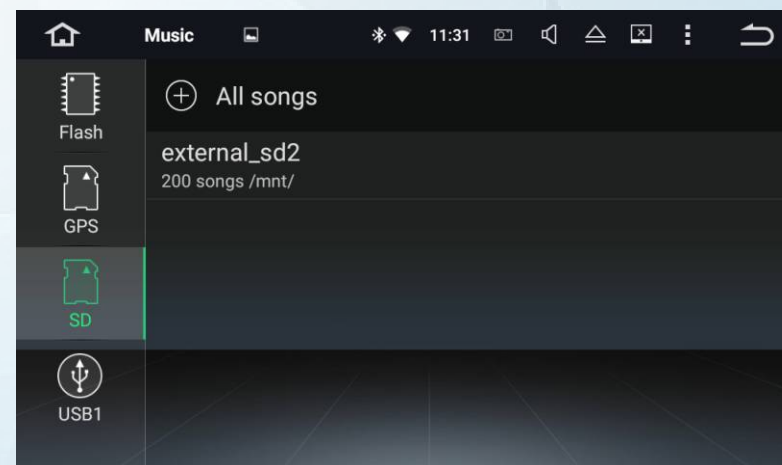 Music 11:31
Flash
GPS
SD
USB1
All songs
external_sd2
200 songs /mnt/